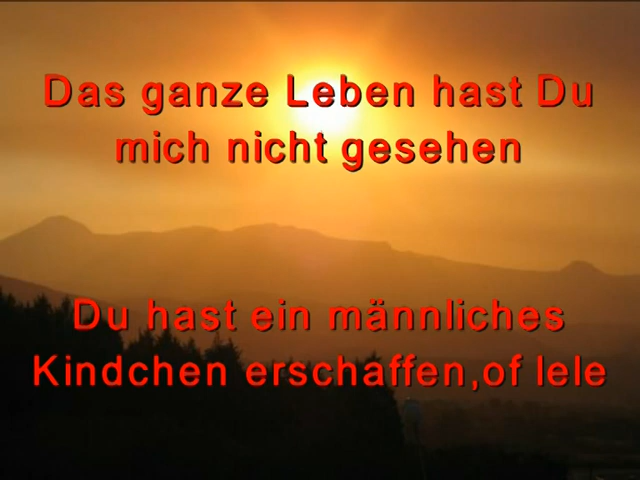 Das ganze Leben hast Du
mich nicht gesehen
Du hast ein männliches
Kindchen erschaffen,of lele